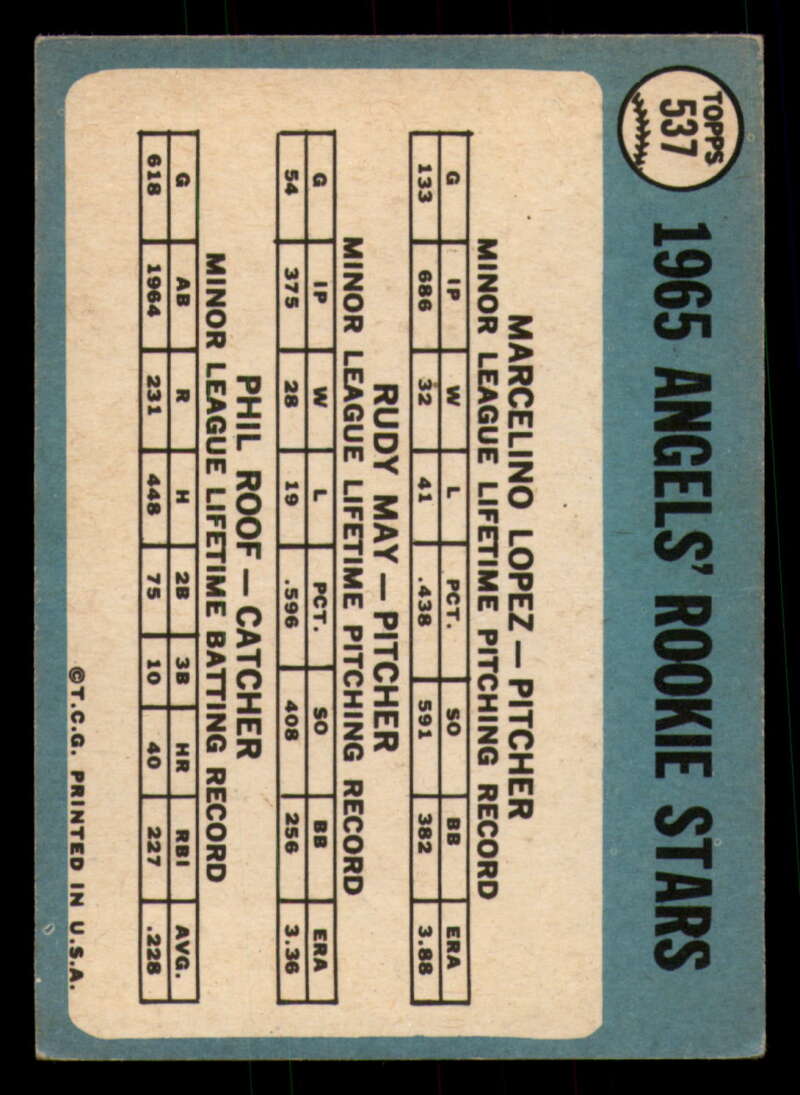 TOPPS
537
1965 ANGELS' ROOKIE STARS
MARCELINO LOPEZ — PITCHER
MINOR LEAGUE LIFETIME PITCHING RECORD
G IP W L PCT. SO BB ERA
133 686 32 41 .438 591 382 3.88
RUDY MAY — PITCHER
MINOR LEAGUE LIFETIME PITCHING RECORD
G IP W L PCT. SO BB ERA
54 375 28 19 .596 408 256 3.36
PHIL ROOF — CATCHER
MINOR LEAGUE LIFETIME BATTING RECORD
G AB R H 2B 3B HR RBI AVG.
618 1964 231 448 75 10 40 227 .228
©T.C.G. PRINTED IN U.S.A.